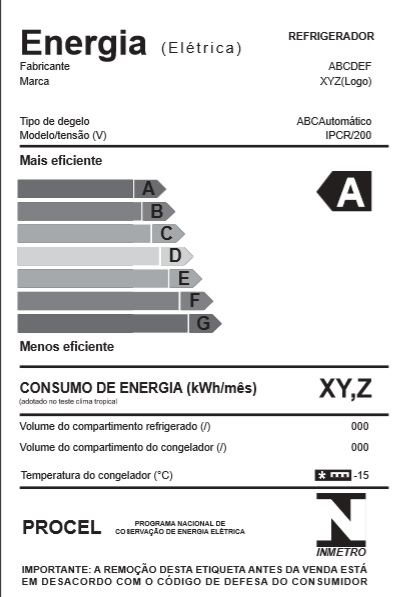 Energia (Elétrica) REFRIGERADOR
Fabricante ABCDEF
Marca XYZ(Logo)
Tipo de degelo ABCAutomático
Modelo/tensão (V) IPCR/200
Mais eficiente
A A
B
C
D
E
F
G
Menos eficiente
CONSUMO DE ENERGIA (kWh/mês) XY,Z
(adotado no teste clima tropical
Volume do compartimento refrigerado (/) 000
Volume do compartimento do congelador (/) 000
Temperatura do congelador (°C) -15
PROCEL PROGRAMA NACIONAL DE
COSERVAÇÃO DE ENERGIA ELÉTRICA
N
INMETRO
IMPORTANTE: A REMOÇÃO DESTA ETIQUETA ANTES DA VENDA ESTÁ
EM DESACORDO COM O CÓDIGO DE DEFESA DO CONSUMIDOR